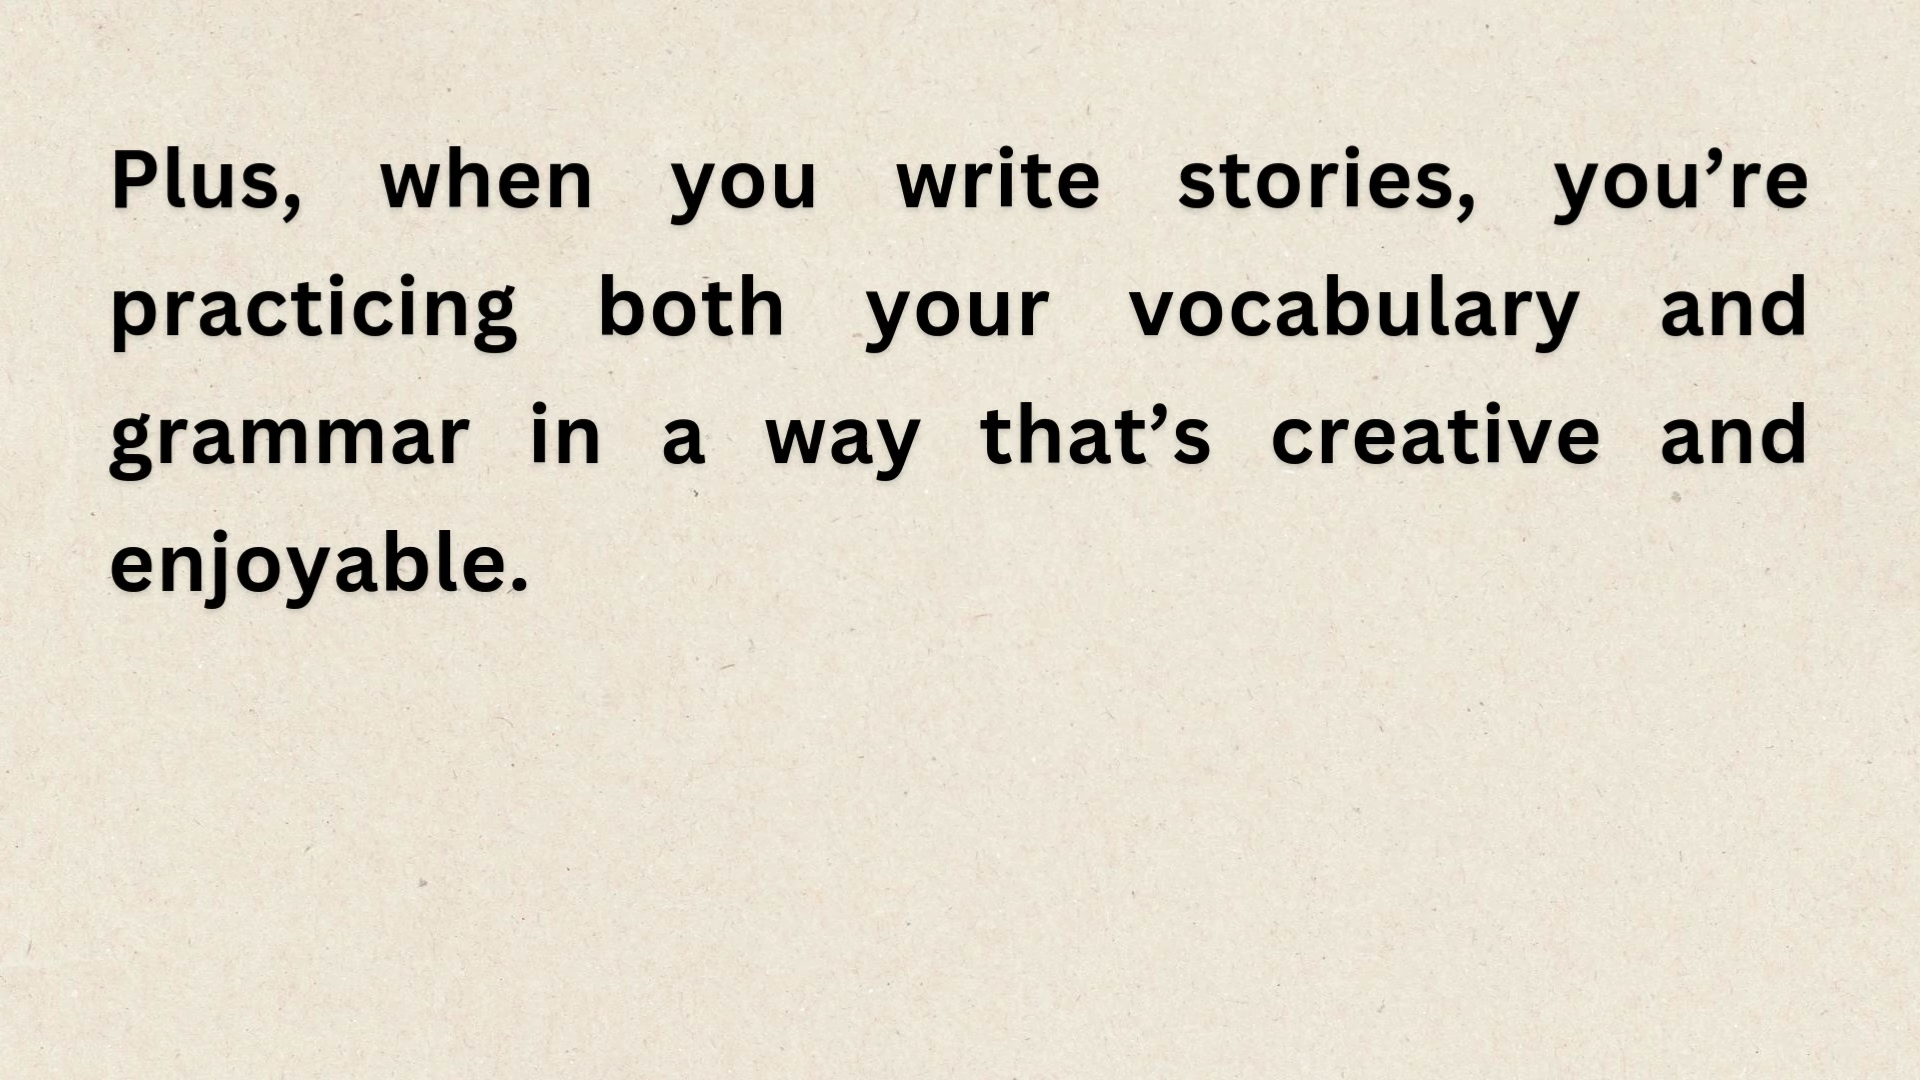 Plus, when you write stories, you’re
practicing both your vocabulary and
grammar in a way that’s creative and
enjoyable.